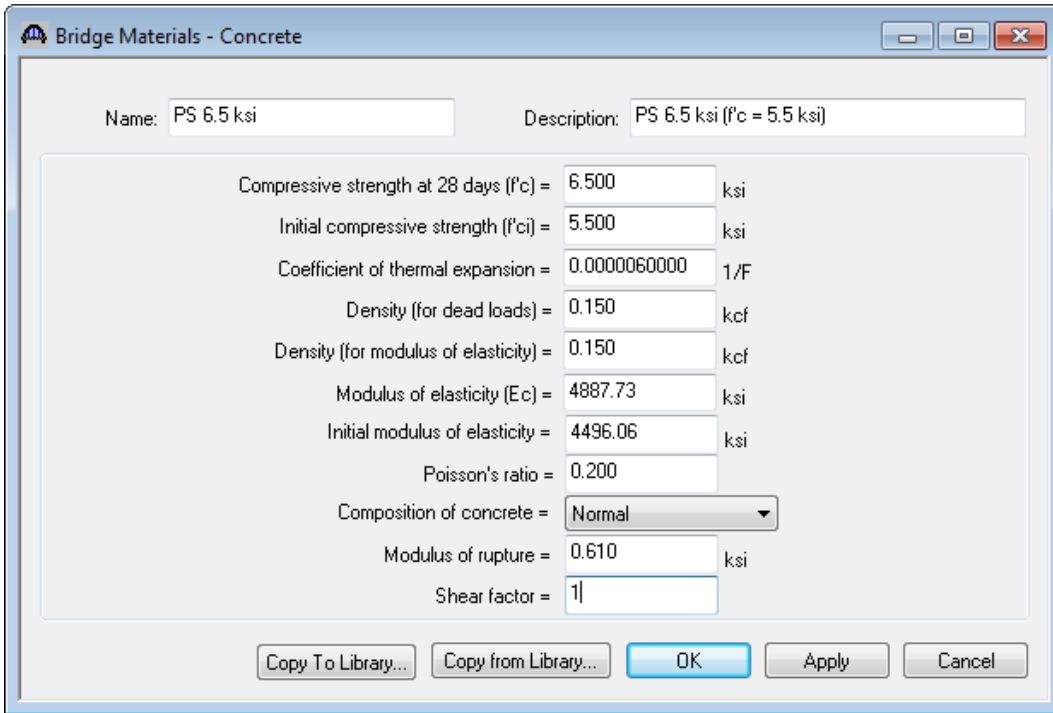 Bridge Materials - Concrete
Name: PS 6.5 ksi Description: PS 6.5 ksi (f'c = 5.5 ksi)
Compressive strength at 28 days (f'c) = 6.500 ksi
Initial compressive strength (f'ci) = 5.500 ksi
Coefficient of thermal expansion = 0.0000060000 1/F
Density (for dead loads) = 0.150 kcf
Density (for modulus of elasticity) = 0.150 kcf
Modulus of elasticity (Ec) = 4887.73 ksi
Initial modulus of elasticity = 4496.06 ksi
Poisson's ratio = 0.200
Composition of concrete = Normal
Modulus of rupture = 0.610 ksi
Shear factor = 1
Copy To Library... Copy from Library... OK Apply Cancel